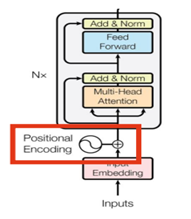 Add & Norm
Feed
Forward
N×
Add & Norm
Multi-Head
Attention
Positional
Encoding
Input
Embedding
Inputs